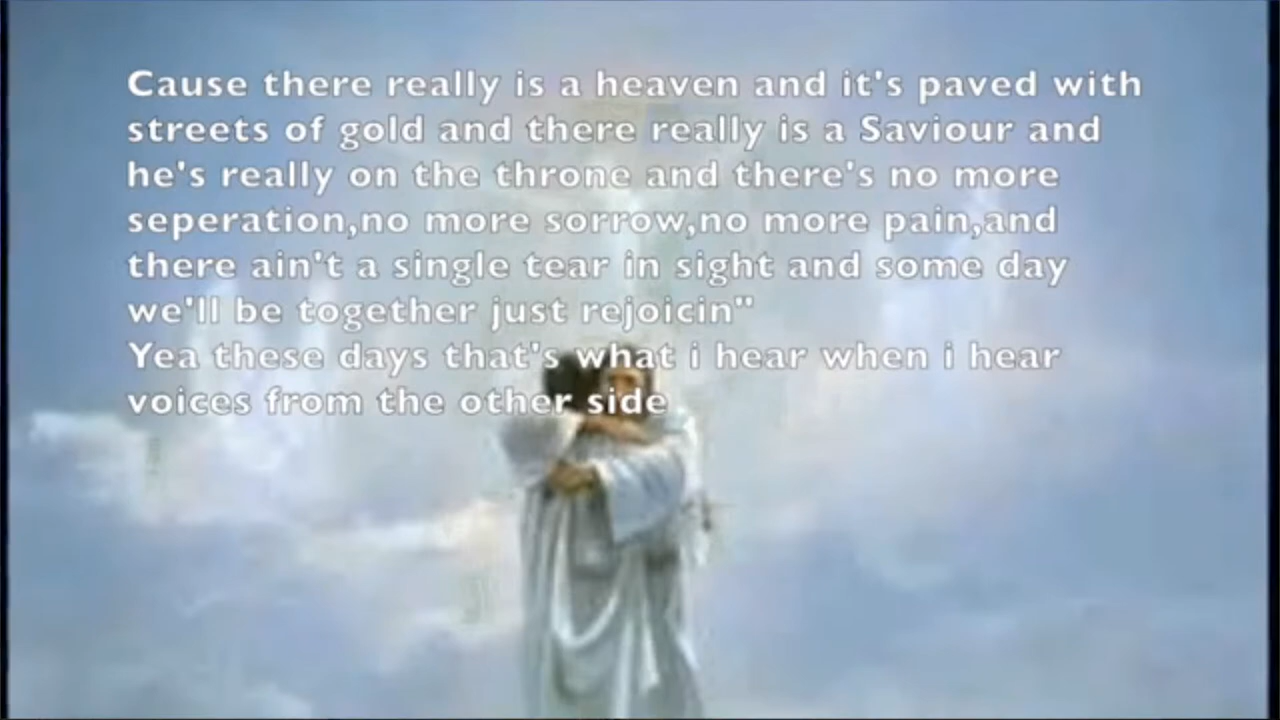 Cause there really is a heaven and it's paved with
streets of gold and there really is a Saviour and
he's really on the throne and there's no more
seperation,no more sorrow,no more pain,and
there ain't a single tear in sight and some day
we'll be together just rejoicin"
Yea these days that's what i hear when i hear
voices from the other side